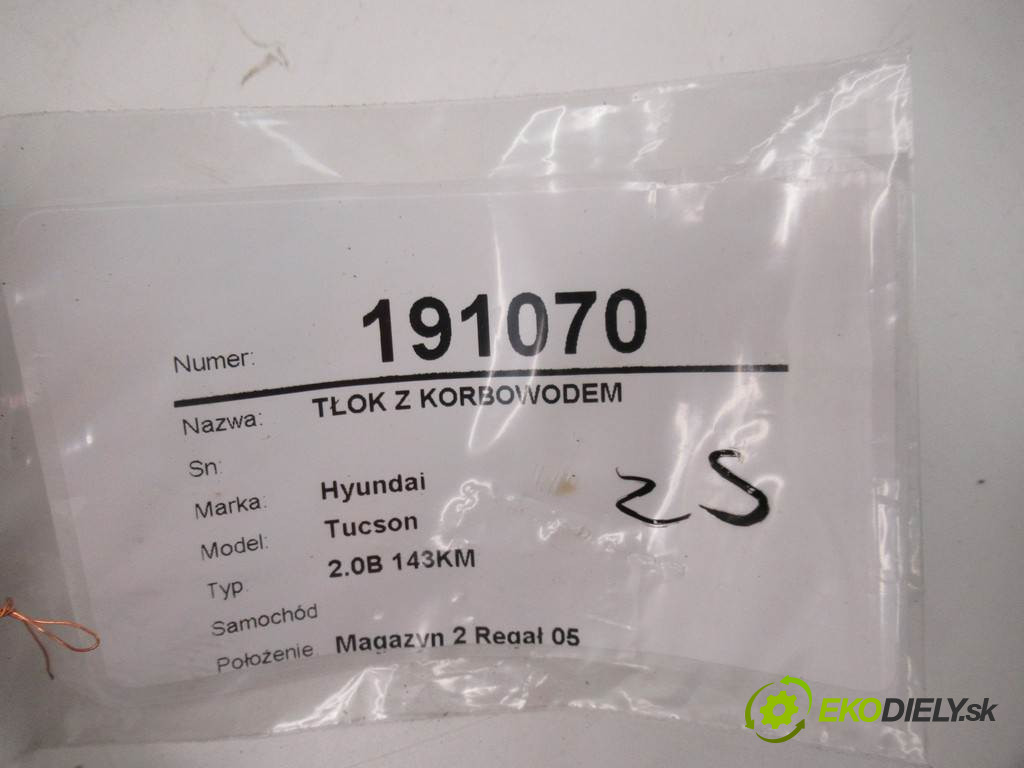 Numer: 191070
Nazwa: TŁOK Z KORBOWODEM
Sn:
Marka: Hyundai
Model: Tucson
Typ 2.0B 143KM
Samochód
Położenie Magazyn 2 Regał 05
EKODIELY.sk